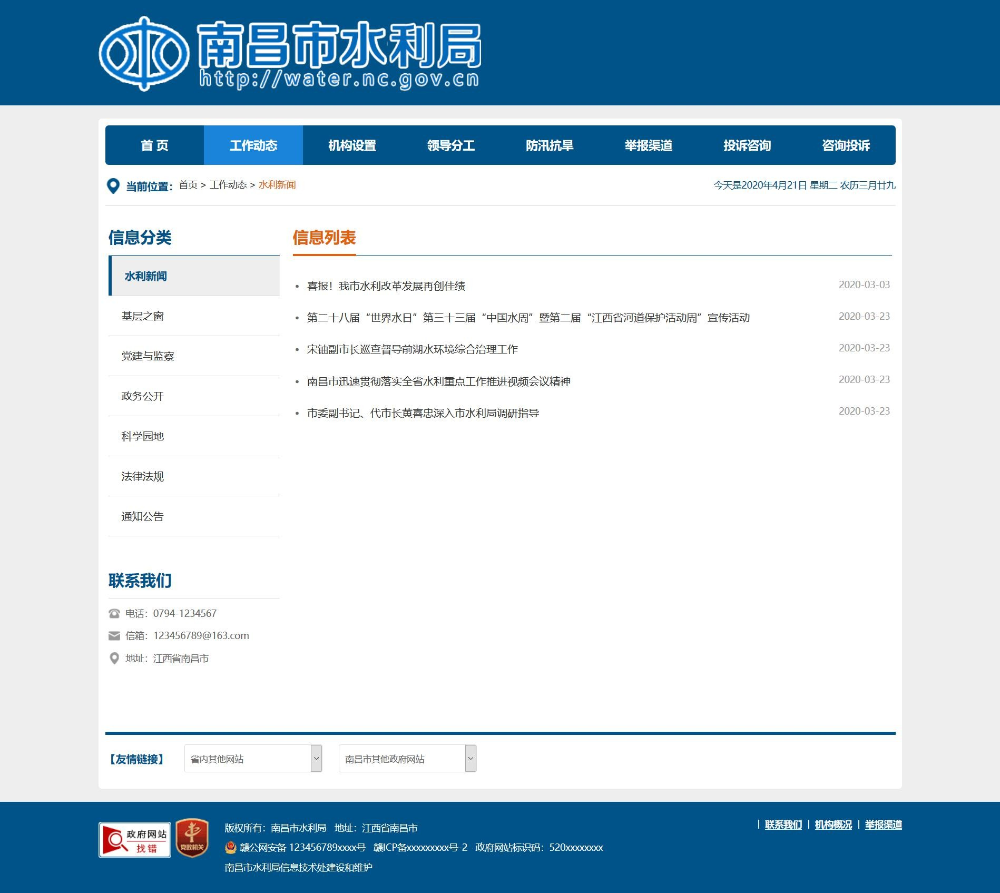 南昌市水利局
http://water.nc.gov.cn
首 页 工作动态 机构设置 领导分工 防汛抗旱 举报渠道 投诉咨询 咨询投诉
当前位置： 首页 > 工作动态 > 水利新闻 今天是2020年4月21日 星期二 农历三月廿九
信息分类
水利新闻
基层之窗
党建与监察
政务公开
科学园地
法律法规
通知公告
信息列表
• 喜报！我市水利改革发展再创佳绩 2020-03-03
• 第二十八届“世界水日”第三十三届“中国水周”暨第二届“江西省河道保护活动周”宣传活动 2020-03-23
• 宋铀副市长巡查督导前湖水环境综合治理工作 2020-03-23
• 南昌市迅速贯彻落实全省水利重点工作推进视频会议精神 2020-03-23
• 市委副书记、代市长黄喜忠深入市水利局调研指导 2020-03-23
联系我们
电话：0794-1234567
信箱：123456789@163.com
地址：江西省南昌市
【友情链接】 省内其他网站 南昌市其他政府网站
政府网站
找错
党政机关
版权所有：南昌市水利局 地址：江西省南昌市
赣公网安备 123456789xxxx号 赣ICP备xxxxxxxxx号-2 政府网站标识码：520xxxxxxxx
南昌市水利局信息技术处建设和维护
| 联系我们 | 机构概况 | 举报渠道